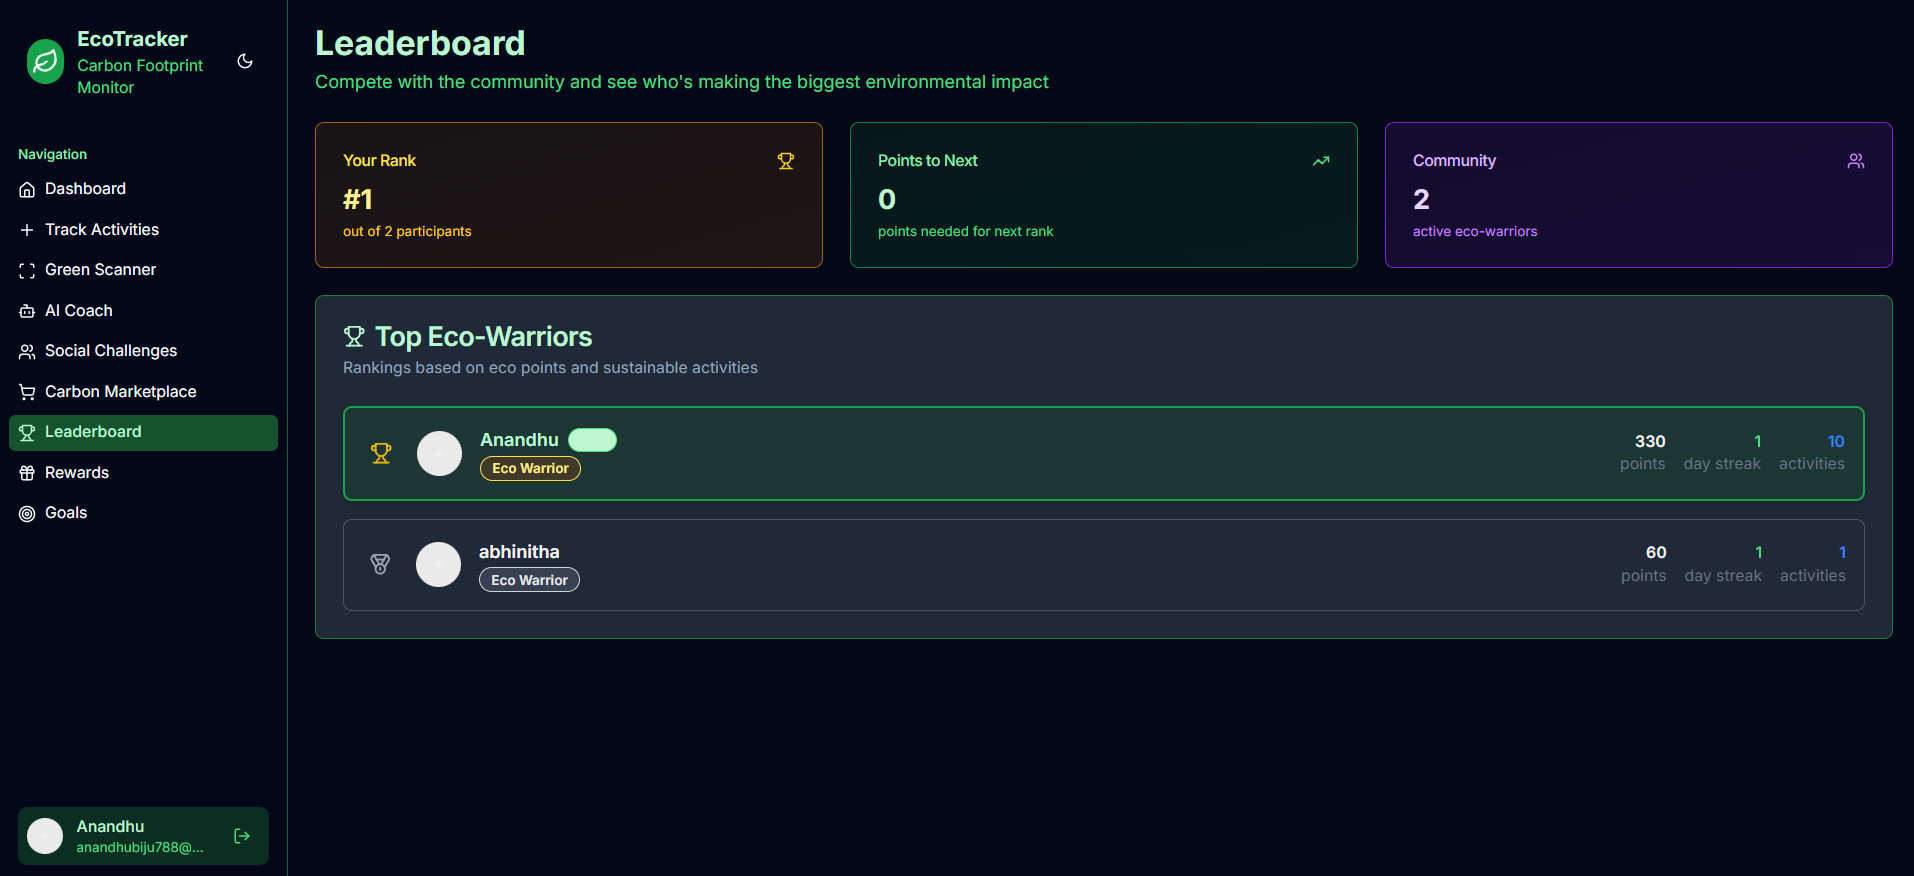 EcoTracker
Carbon Footprint
Monitor
Navigation
Dashboard
Track Activities
Green Scanner
AI Coach
Social Challenges
Carbon Marketplace
Leaderboard
Rewards
Goals
Anandhu
anandhubiju788@...
Leaderboard
Compete with the community and see who's making the biggest environmental impact
Your Rank
#1
out of 2 participants
Points to Next
0
points needed for next rank
Community
2
active eco-warriors
Top Eco-Warriors
Rankings based on eco points and sustainable activities
Anandhu
Eco Warrior
330 1 10
points day streak activities
abhinitha
Eco Warrior
60 1 1
points day streak activities